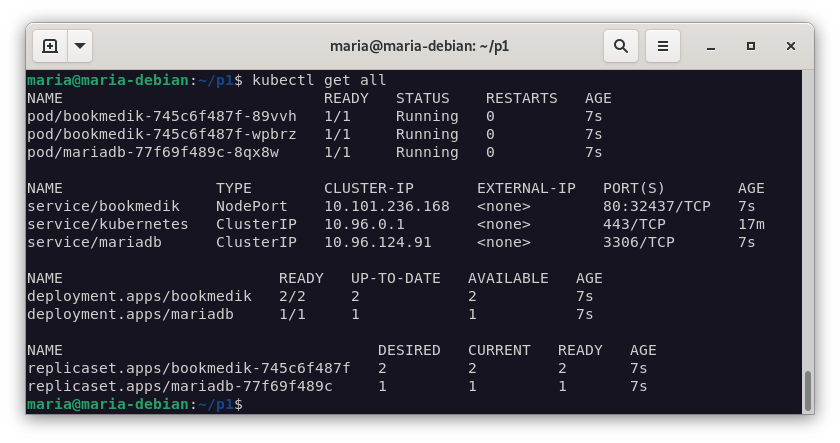 maria@maria-debian: ~/p1
maria@maria-debian:~/p1$ kubectl get all
NAME                             READY   STATUS    RESTARTS   AGE
pod/bookmedik-745c6f487f-89vvh   1/1     Running   0          7s
pod/bookmedik-745c6f487f-wpbrz   1/1     Running   0          7s
pod/mariadb-77f69f489c-8qx8w     1/1     Running   0          7s
NAME                 TYPE        CLUSTER-IP       EXTERNAL-IP   PORT(S)        AGE
service/bookmedik    NodePort    10.101.236.168   <none>        80:32437/TCP   7s
service/kubernetes   ClusterIP   10.96.0.1        <none>        443/TCP        17m
service/mariadb      ClusterIP   10.96.124.91     <none>        3306/TCP       7s
NAME                        READY   UP-TO-DATE   AVAILABLE   AGE
deployment.apps/bookmedik   2/2     2            2           7s
deployment.apps/mariadb     1/1     1            1           7s
NAME                                   DESIRED   CURRENT   READY   AGE
replicaset.apps/bookmedik-745c6f487f   2         2         2       7s
replicaset.apps/mariadb-77f69f489c     1         1         1       7s
maria@maria-debian:~/p1$